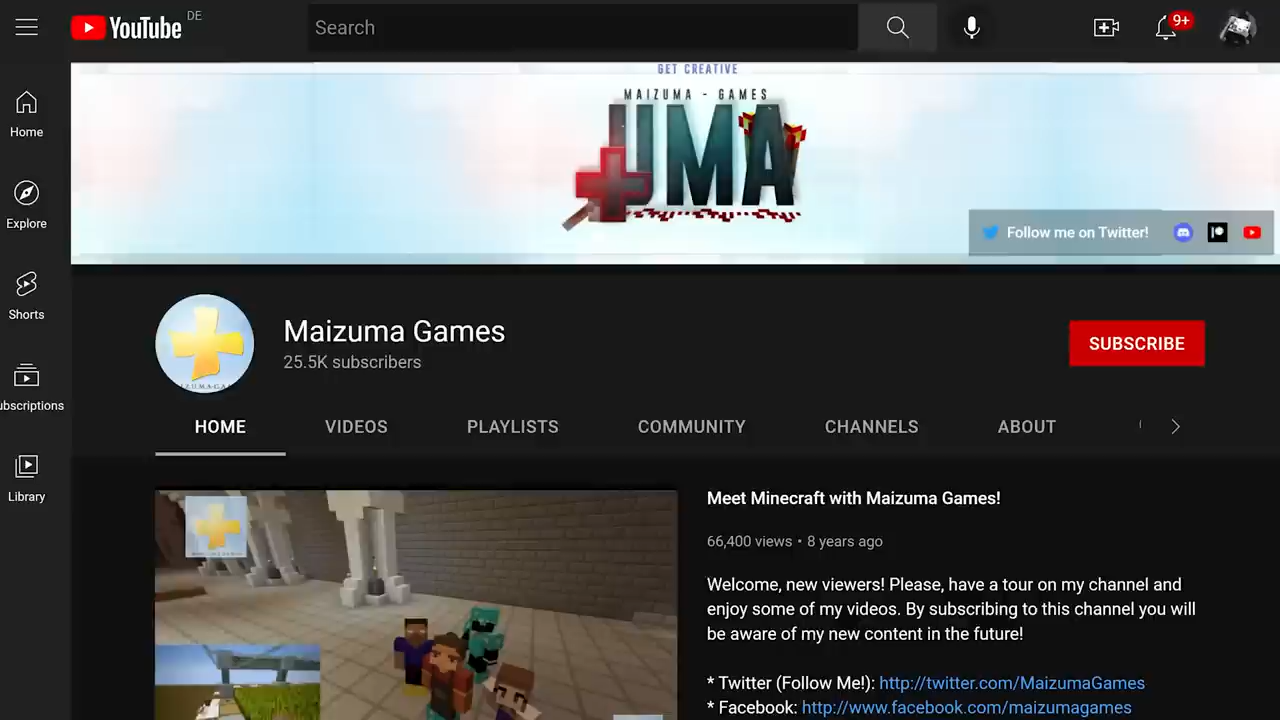 YouTube DE
Search
9+
Home
Explore
Shorts
ubscriptions
Library
GET CREATIVE
MAIZUMA - GAMES
UMA
Follow me on Twitter!
Maizuma Games
25.5K subscribers
SUBSCRIBE
HOME VIDEOS PLAYLISTS COMMUNITY CHANNELS ABOUT
Meet Minecraft with Maizuma Games!
66,400 views • 8 years ago
Welcome, new viewers! Please, have a tour on my channel and
enjoy some of my videos. By subscribing to this channel you will
be aware of my new content in the future!
* Twitter (Follow Me!): http://twitter.com/MaizumaGames
* Facebook: http://www.facebook.com/maizumagames